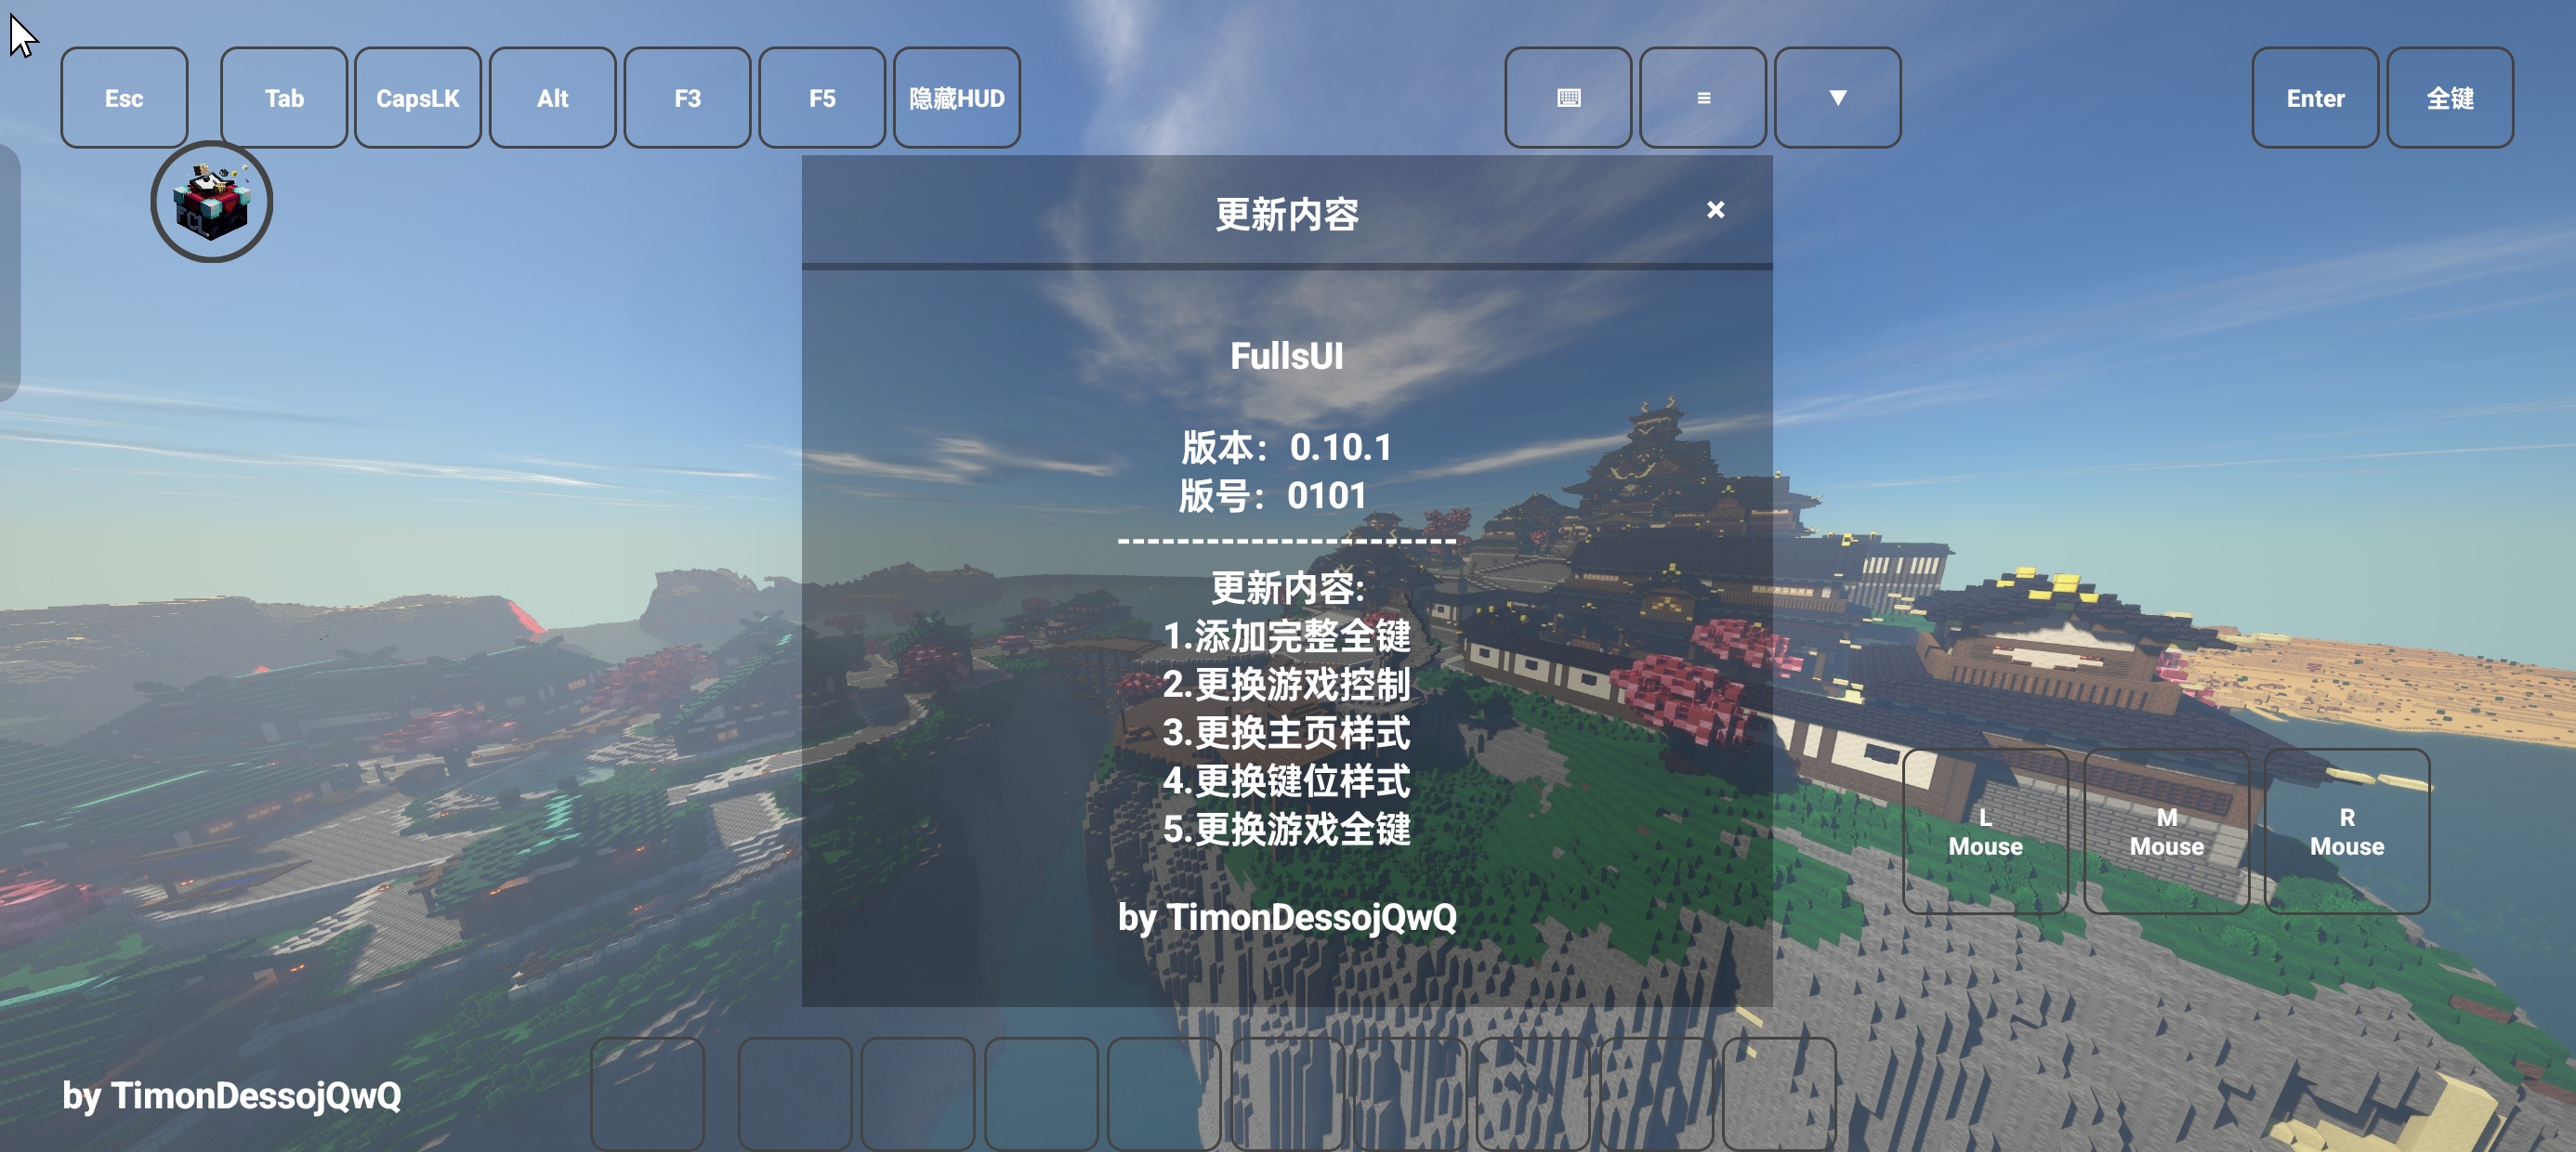 Esc
Tab
CapsLK
Alt
F3
F5
隐藏HUD
≡
▼
Enter
全键
FCL
更新内容
×
FullsUI
版本：0.10.1
版号：0101
-----------------------
更新内容:
1.添加完整全键
2.更换游戏控制
3.更换主页样式
4.更换键位样式
5.更换游戏全键
by TimonDessojQwQ
L
Mouse
M
Mouse
R
Mouse
by TimonDessojQwQ